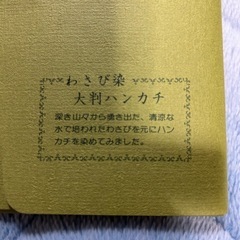 わさび染
大判ハンカチ
深き山々から湧き出た、清涼な
水で培われたわさびを元にハン
カチを染めてみました。